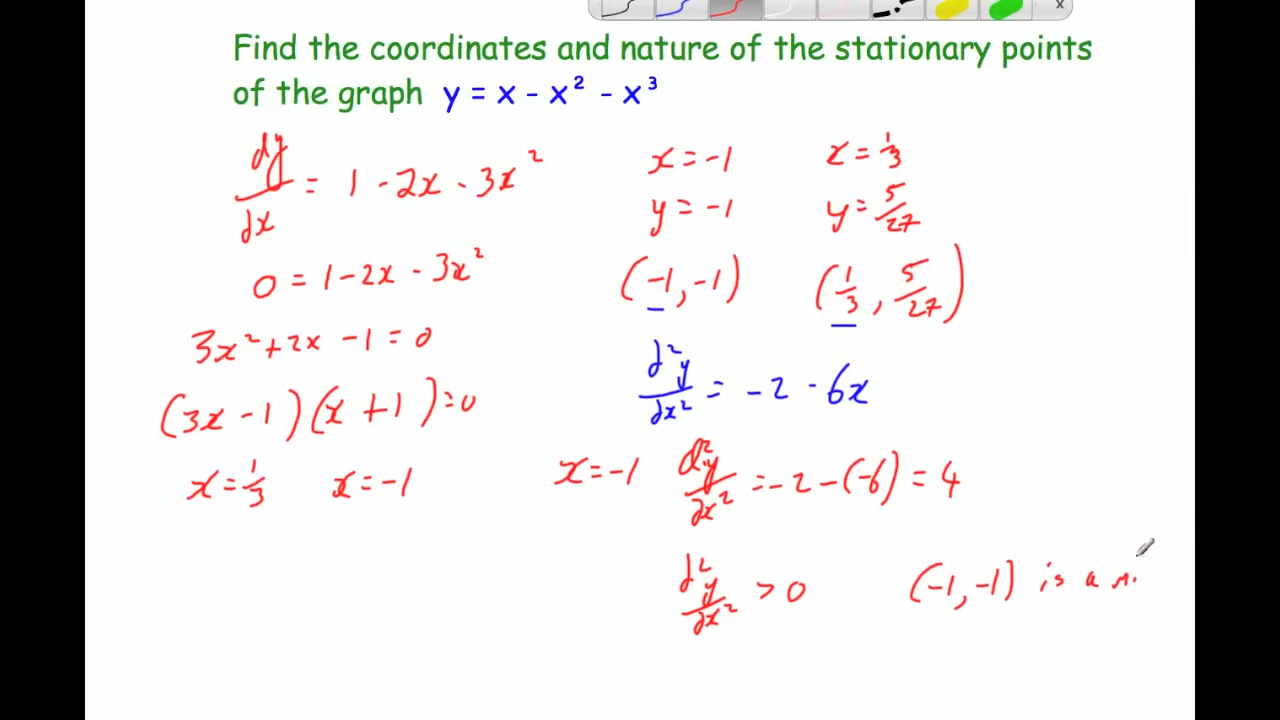 Find the coordinates and nature of the stationary points
of the graph y = x - x² - x³
dy/dx = 1 - 2x - 3x²
0 = 1 - 2x - 3x²
3x² + 2x - 1 = 0
(3x - 1)(x + 1) = 0
x = 1/3 x = -1
x = -1
y = -1
(-1, -1)
x = 1/3
y = 5/27
(1/3, 5/27)
d²y/dx² = -2 - 6x
x = -1 d²y/dx² = -2 - (-6) = 4
d²y/dx² > 0 (-1, -1) is a